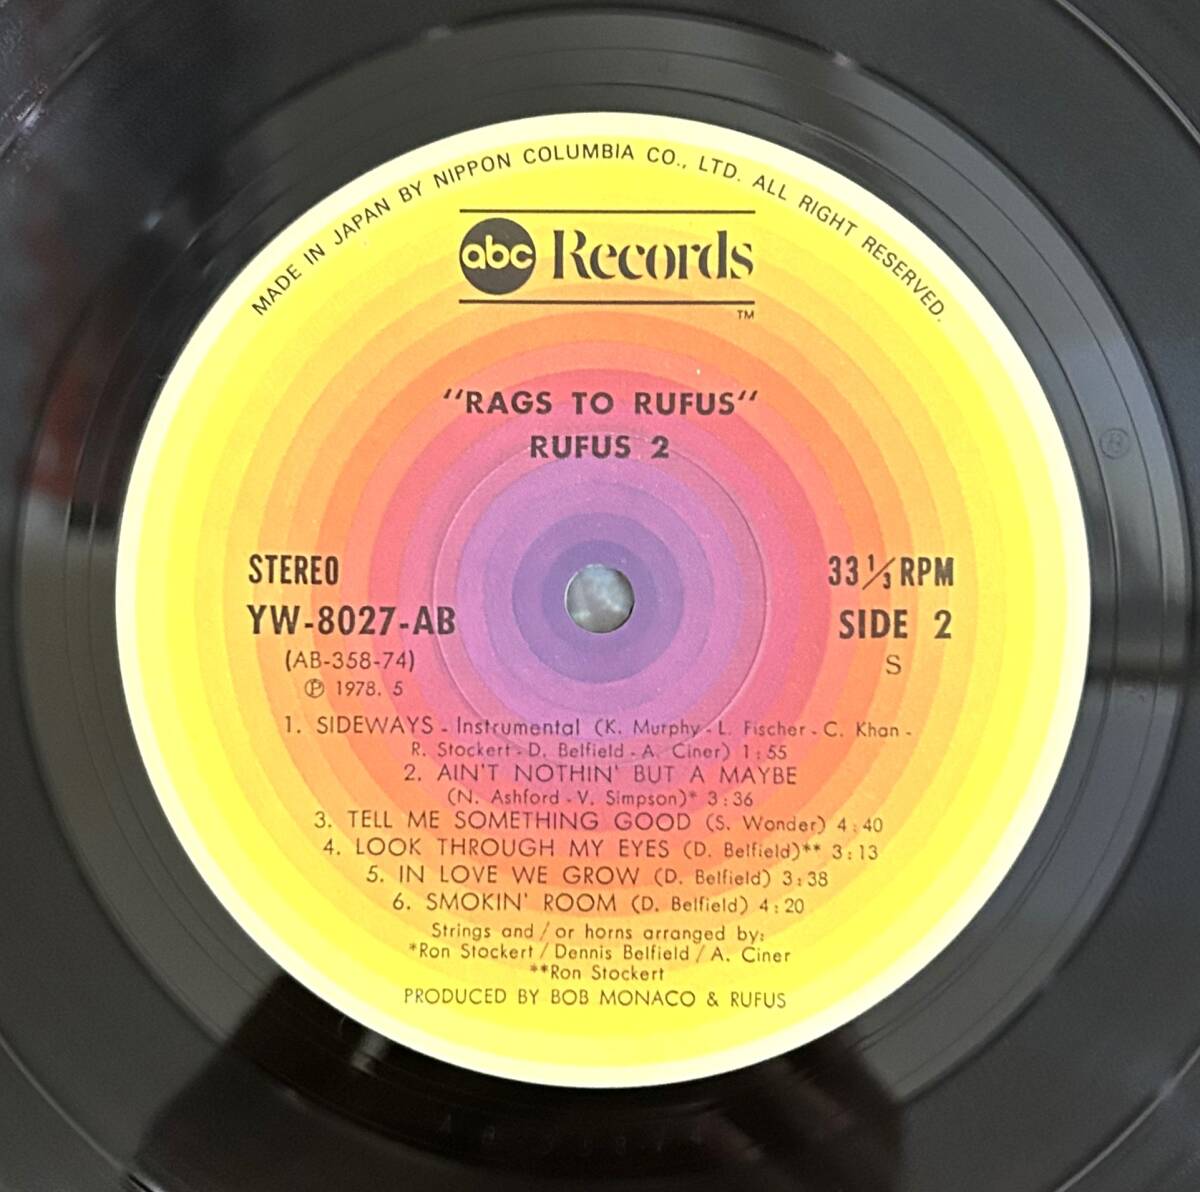 MADE IN JAPAN BY NIPPON COLUMBIA CO., LTD. ALL RIGHT RESERVED.
abc Records
TM
"RAGS TO RUFUS"
RUFUS 2
STEREO
33 1/3 RPM
YW-8027-AB
SIDE 2
(AB-358-74)
S
Ⓟ 1978. 5
1. SIDEWAYS - Instrumental (K. Murphy - L. Fischer - C. Khan -
R. Stockert - D. Belfield - A. Ciner) 1:55
2. AIN'T NOTHIN' BUT A MAYBE
(N. Ashford - V. Simpson)* 3:36
3. TELL ME SOMETHING GOOD (S. Wonder) 4:40
4. LOOK THROUGH MY EYES (D. Belfield)** 3:13
5. IN LOVE WE GROW (D. Belfield) 3:38
6. SMOKIN' ROOM (D. Belfield) 4:20
Strings and / or horns arranged by:
*Ron Stockert / Dennis Belfield / A. Ciner
**Ron Stockert
PRODUCED BY BOB MONACO & RUFUS